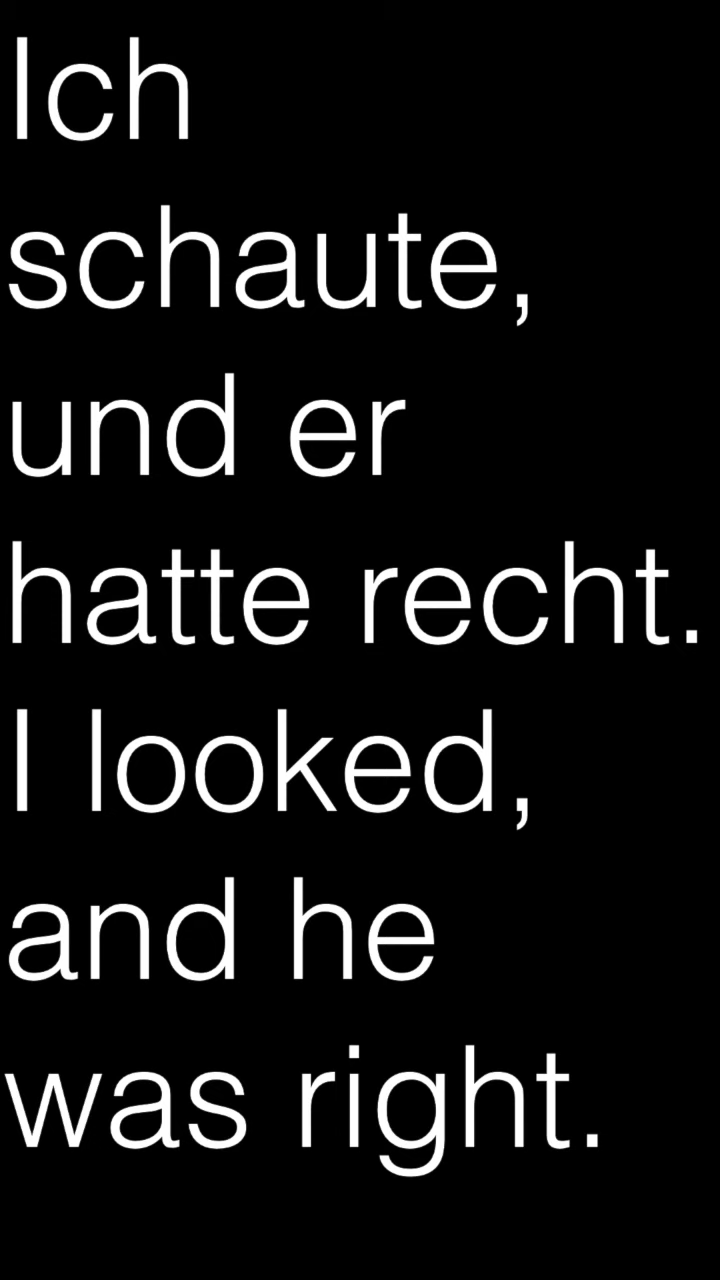 Ich
schaute,
und er
hatte recht.
I looked,
and he
was right.